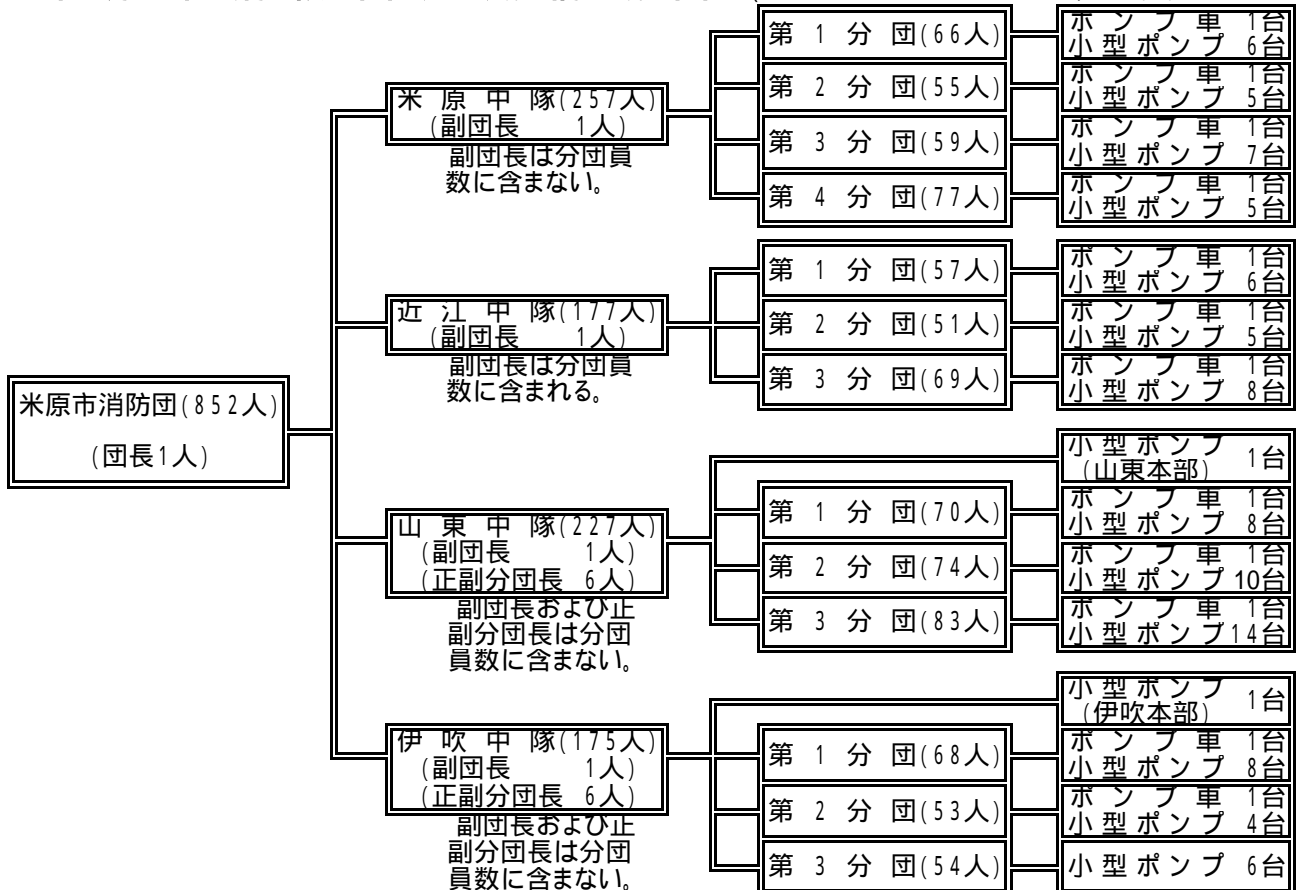 米原市消防団(852人)
(団長1人)
米原中隊(257人)
(副団長 1人)
副団長は分団員
数に含まない。
第1分団(66人)
ポンプ車 1台
小型ポンプ 6台
第2分団(55人)
ポンプ車 1台
小型ポンプ 5台
第3分団(59人)
ポンプ車 1台
小型ポンプ 7台
第4分団(77人)
ポンプ車 1台
小型ポンプ 5台
近江中隊(177人)
(副団長 1人)
副団長は分団員
数に含まれる。
第1分団(57人)
ポンプ車 1台
小型ポンプ 6台
第2分団(51人)
ポンプ車 1台
小型ポンプ 5台
第3分団(69人)
ポンプ車 1台
小型ポンプ 8台
山東中隊(227人)
(副団長 1人)
(正副分団長 6人)
副団長および正
副分団長は分団
員数に含まない。
小型ポンプ 1台
(山東本部)
第1分団(70人)
ポンプ車 1台
小型ポンプ 8台
第2分団(74人)
ポンプ車 1台
小型ポンプ 10台
第3分団(83人)
ポンプ車 1台
小型ポンプ 14台
伊吹中隊(175人)
(副団長 1人)
(正副分団長 6人)
副団長および正
副分団長は分団
員数に含まない。
小型ポンプ 1台
(伊吹本部)
第1分団(68人)
ポンプ車 1台
小型ポンプ 8台
第2分団(53人)
ポンプ車 1台
小型ポンプ 4台
第3分団(54人)
小型ポンプ 6台